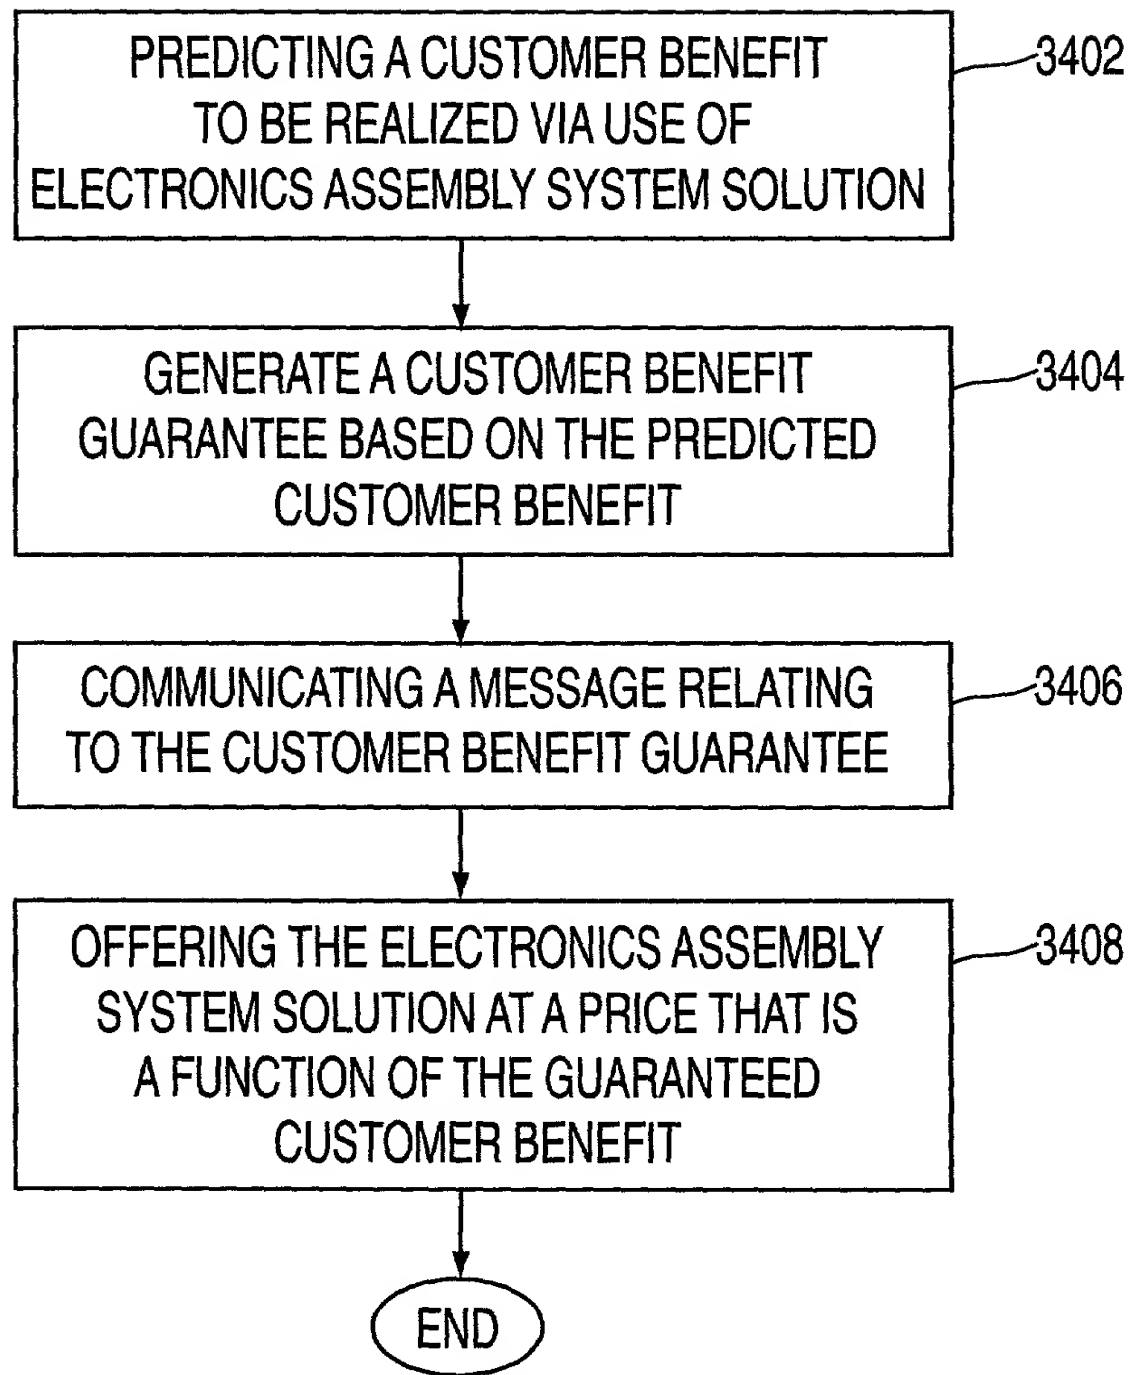 PREDICTING A CUSTOMER BENEFIT
TO BE REALIZED VIA USE OF
ELECTRONICS ASSEMBLY SYSTEM SOLUTION
3402
GENERATE A CUSTOMER BENEFIT
GUARANTEE BASED ON THE PREDICTED
CUSTOMER BENEFIT
3404
COMMUNICATING A MESSAGE RELATING
TO THE CUSTOMER BENEFIT GUARANTEE
3406
OFFERING THE ELECTRONICS ASSEMBLY
SYSTEM SOLUTION AT A PRICE THAT IS
A FUNCTION OF THE GUARANTEED
CUSTOMER BENEFIT
3408
END